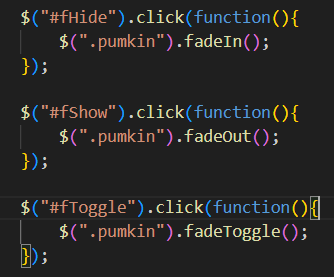 $("#fHide").click(function(){
    $(".pumkin").fadeIn();
});

$("#fShow").click(function(){
    $(".pumkin").fadeOut();
});

$("#fToggle").click(function(){
    $(".pumkin").fadeToggle();
});